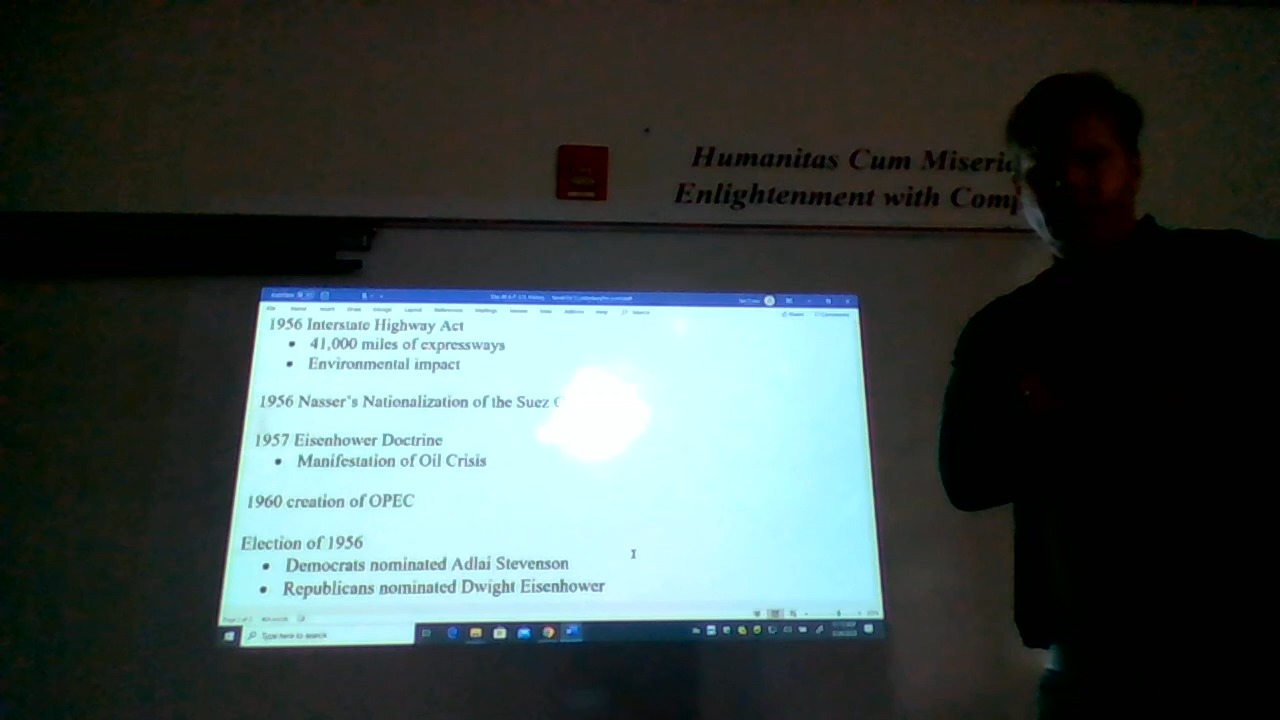 Humanitas Cum
Enlightenment with
1956 Interstate Highway Act
• 41,000 miles of expressways
• Environmental impact
1956 Nasser's Nationalization of the Suez
1957 Eisenhower Doctrine
• Manifestation of Oil Crisis
1960 creation of OPEC
Election of 1956
• Democrats nominated Adlai Stevenson
• Republicans nominated Dwight Eisenhower
Type here to search